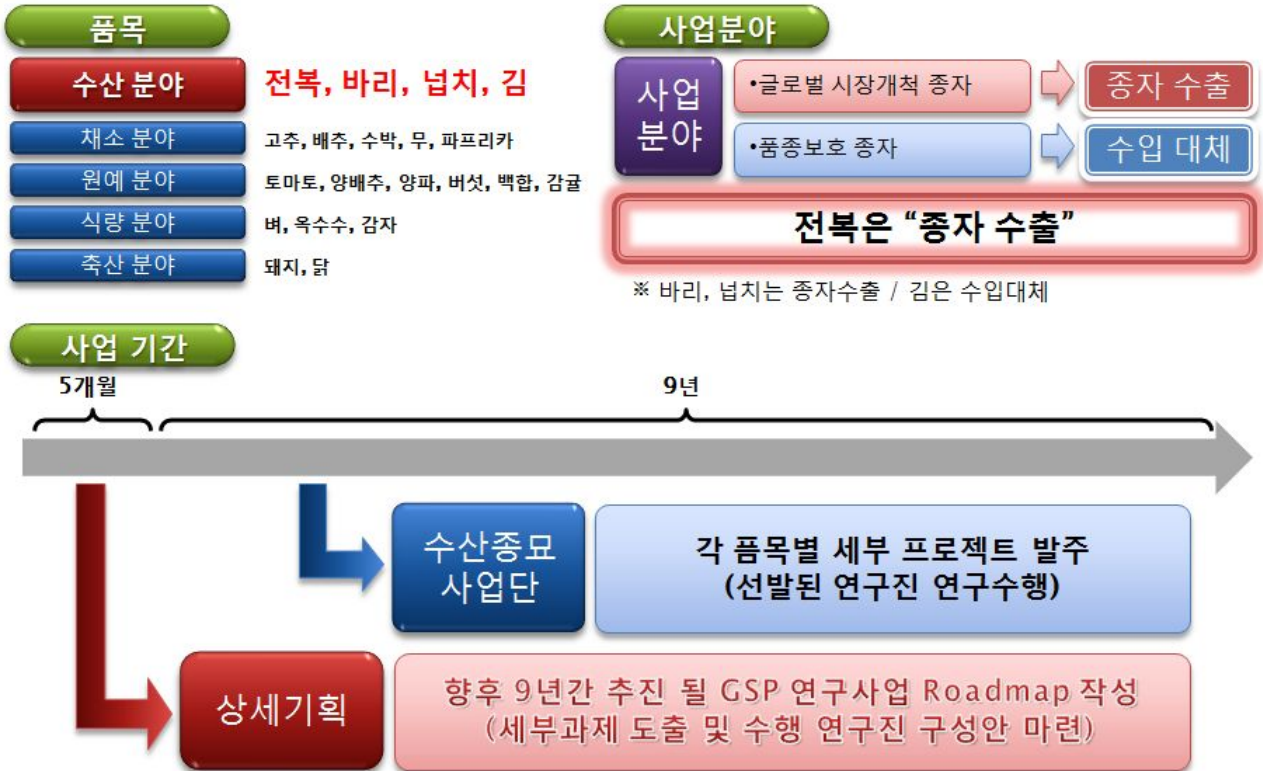 품목
수산 분야
전복, 바리, 넙치, 김
채소 분야
고추, 배추, 수박, 무, 파프리카
원예 분야
토마토, 양배추, 양파, 버섯, 백합, 감귤
식량 분야
벼, 옥수수, 감자
축산 분야
돼지, 닭
사업분야
사업
분야
•글로벌 시장개척 종자
종자 수출
•품종보호 종자
수입 대체
전복은 “종자 수출”
※ 바리, 넙치는 종자수출 / 김은 수입대체
사업 기간
5개월
9년
수산종묘
사업단
각 품목별 세부 프로젝트 발주
(선발된 연구진 연구수행)
상세기획
향후 9년간 추진 될 GSP 연구사업 Roadmap 작성
(세부과제 도출 및 수행 연구진 구성안 마련)